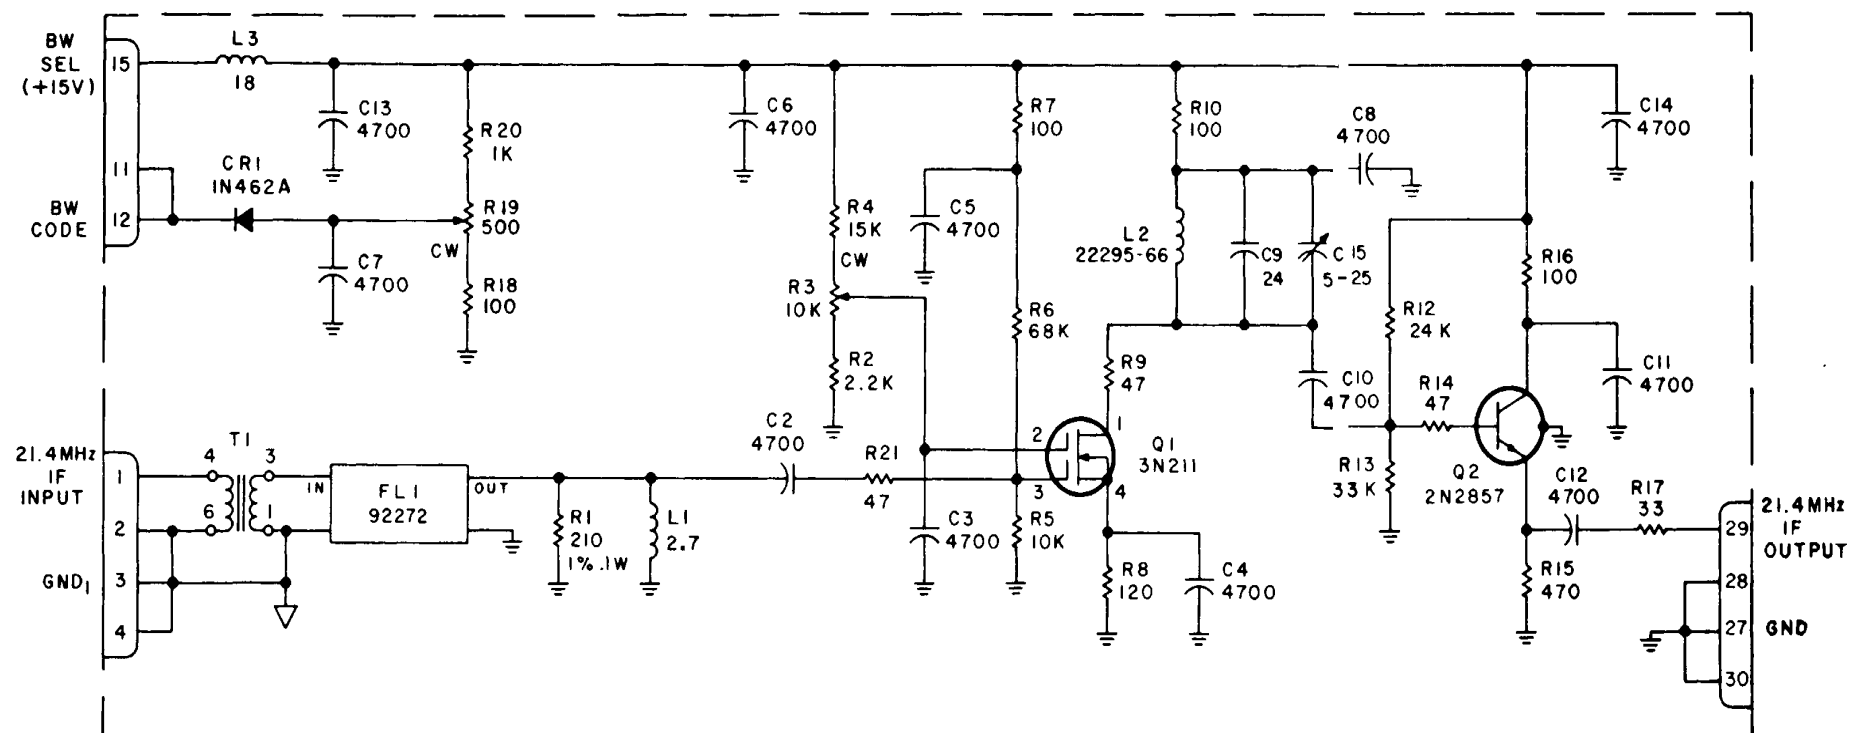 BW
SEL
(+15V)
15
L3
18
C13
4700
R20
1K
C6
4700
R7
100
R10
100
C8
4700
C14
4700
11
CR1
1N462A
BW
CODE
12
R19
500
CW
C7
4700
R18
100
R4
15K
CW
R3
10K
R2
2.2K
C5
4700
R6
68K
L2
22295-66
C9
24
C15
5-25
R16
100
R12
24K
R9
47
C10
4700
C11
4700
R14
47
21.4MHz
IF
INPUT
1
2
GND1
3
4
T1
4
3
6
1
IN
FL1
92272
OUT
R1
210
1% .1W
L1
2.7
C2
4700
R21
47
C3
4700
R5
10K
2
3
1
4
Q1
3N211
R8
120
C4
4700
R13
33K
Q2
2N2857
C12
4700
R17
33
R15
470
29
28
27
30
21.4MHz
IF
OUTPUT
GND